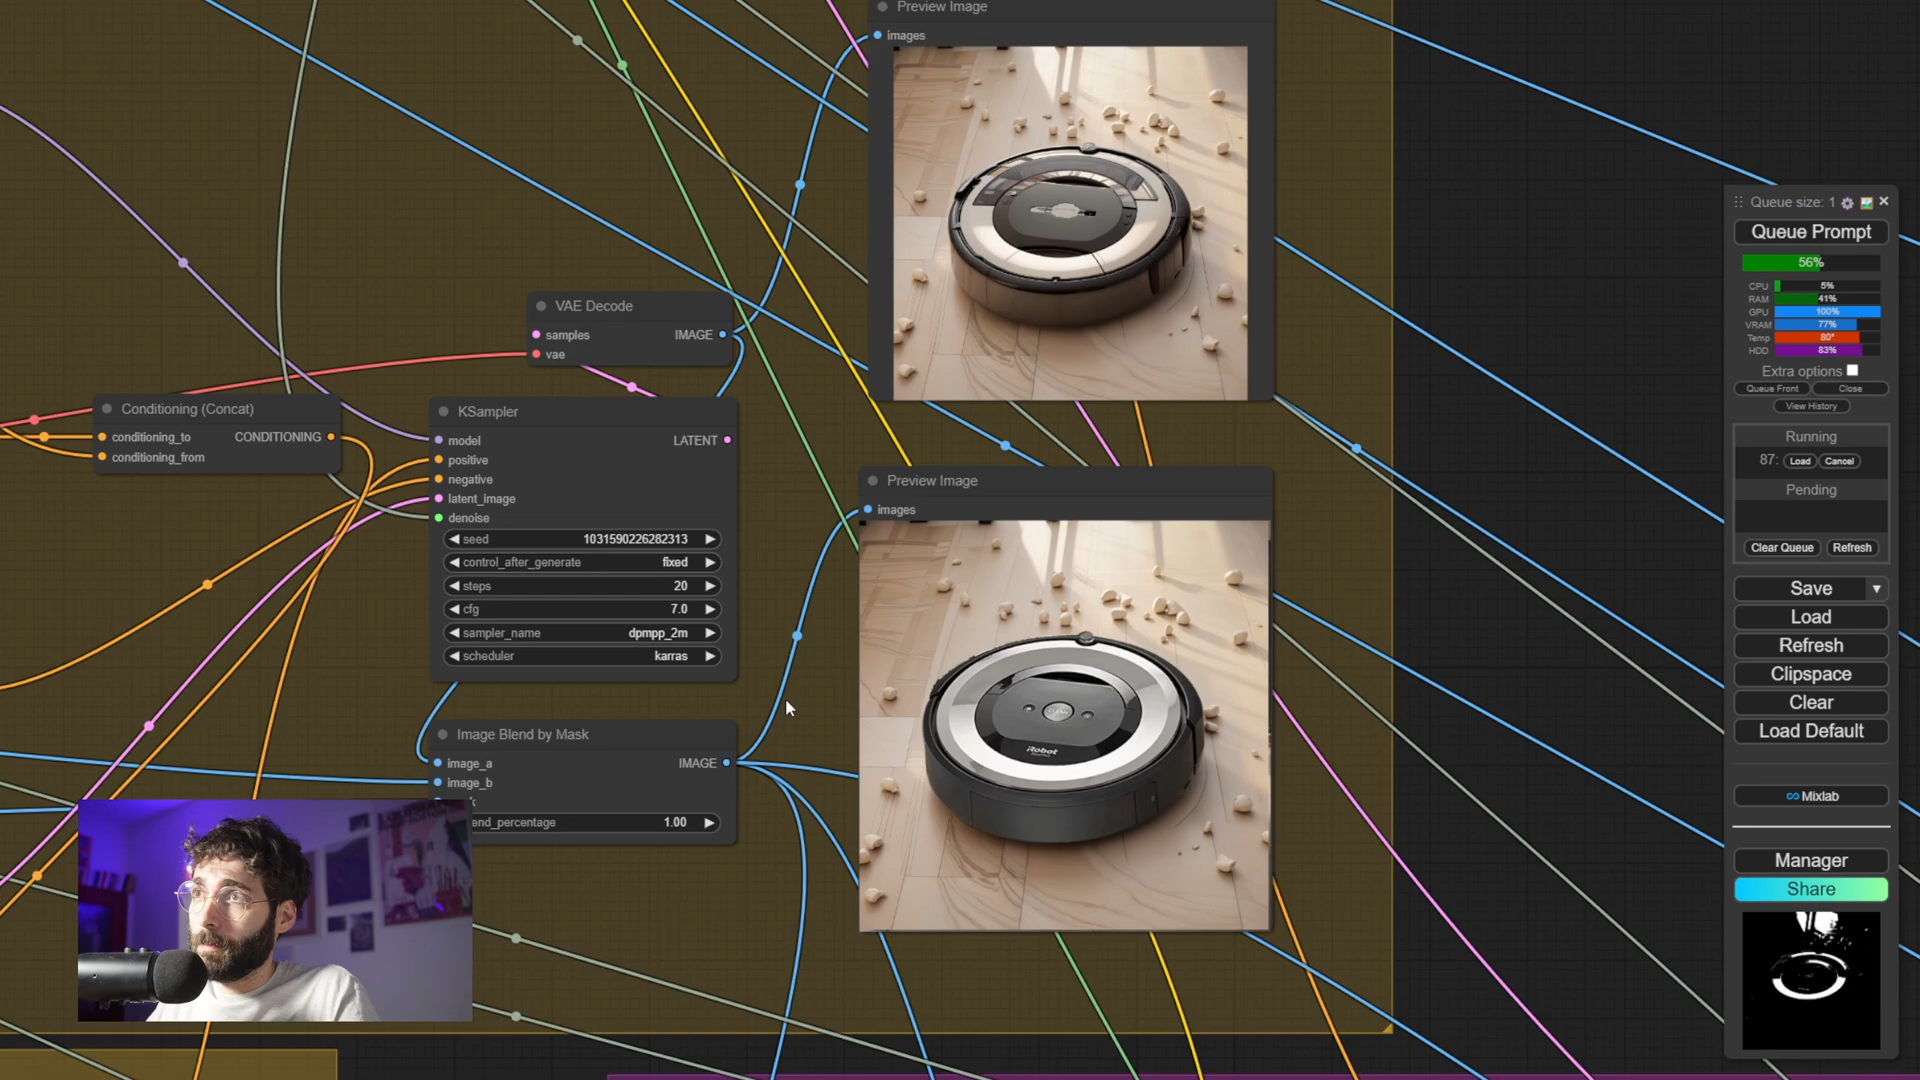 Preview Image
images
VAE Decode
samples
IMAGE
vae
Conditioning (Concat)
conditioning_to
CONDITIONING
conditioning_from
KSampler
model
LATENT
positive
negative
latent_image
denoise
seed
1031590226282313
control_after_generate
fixed
steps
20
cfg
7.0
sampler_name
dpmpp_2m
scheduler
karras
Image Blend by Mask
image_a
IMAGE
image_b
end_percentage
1.00
Preview Image
images
iRobot
Queue size: 1
Queue Prompt
56%
CPU
5%
RAM
41%
GPU
100%
VRAM
77%
Temp
80°
HDD
83%
Extra options
Queue Front
Close
View History
Running
87:
Load
Cancel
Pending
Clear Queue
Refresh
Save
Load
Refresh
Clipspace
Clear
Load Default
Mixlab
Manager
Share